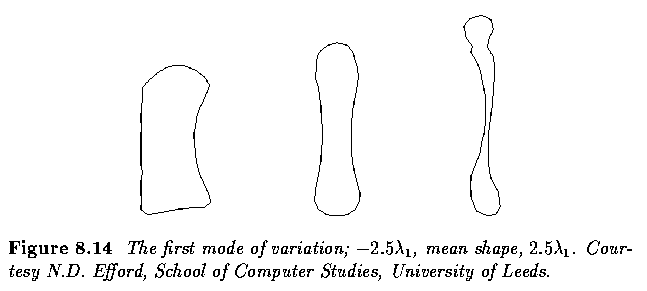 Figure 8.14 The first mode of variation; −2.5λ₁, mean shape, 2.5λ₁. Cour-
tesy N.D. Efford, School of Computer Studies, University of Leeds.